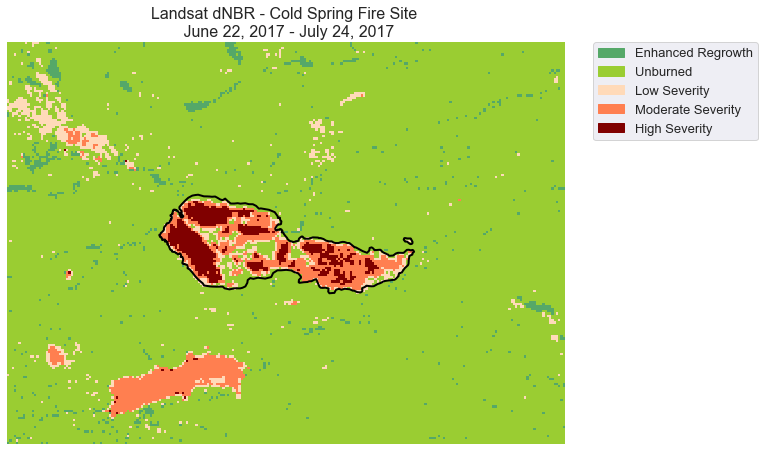 Landsat dNBR - Cold Spring Fire Site
June 22, 2017 - July 24, 2017
Enhanced Regrowth
Unburned
Low Severity
Moderate Severity
High Severity